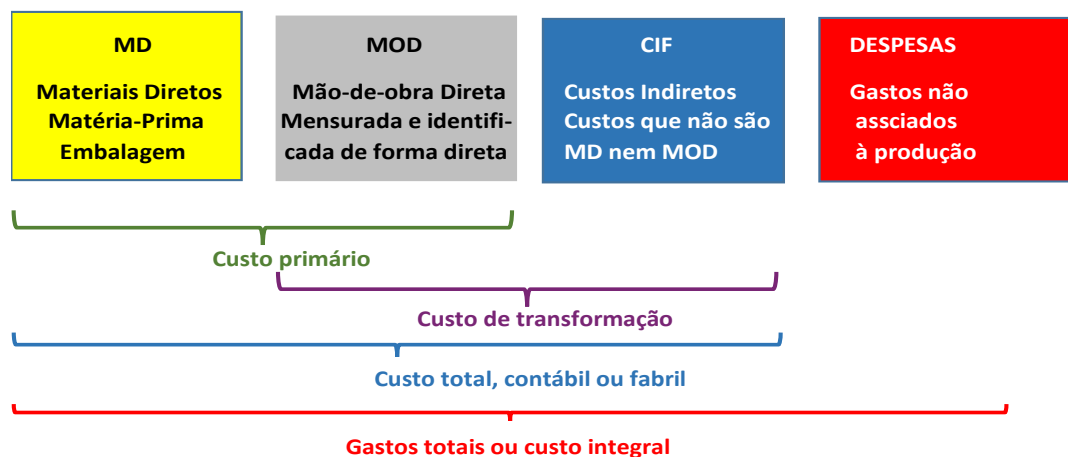 MD
Materiais Diretos
Matéria-Prima
Embalagem
MOD
Mão-de-obra Direta
Mensurada e identifi-
cada de forma direta
CIF
Custos Indiretos
Custos que não são
MD nem MOD
DESPESAS
Gastos não
assciados
à produção
Custo primário
Custo de transformação
Custo total, contábil ou fabril
Gastos totais ou custo integral